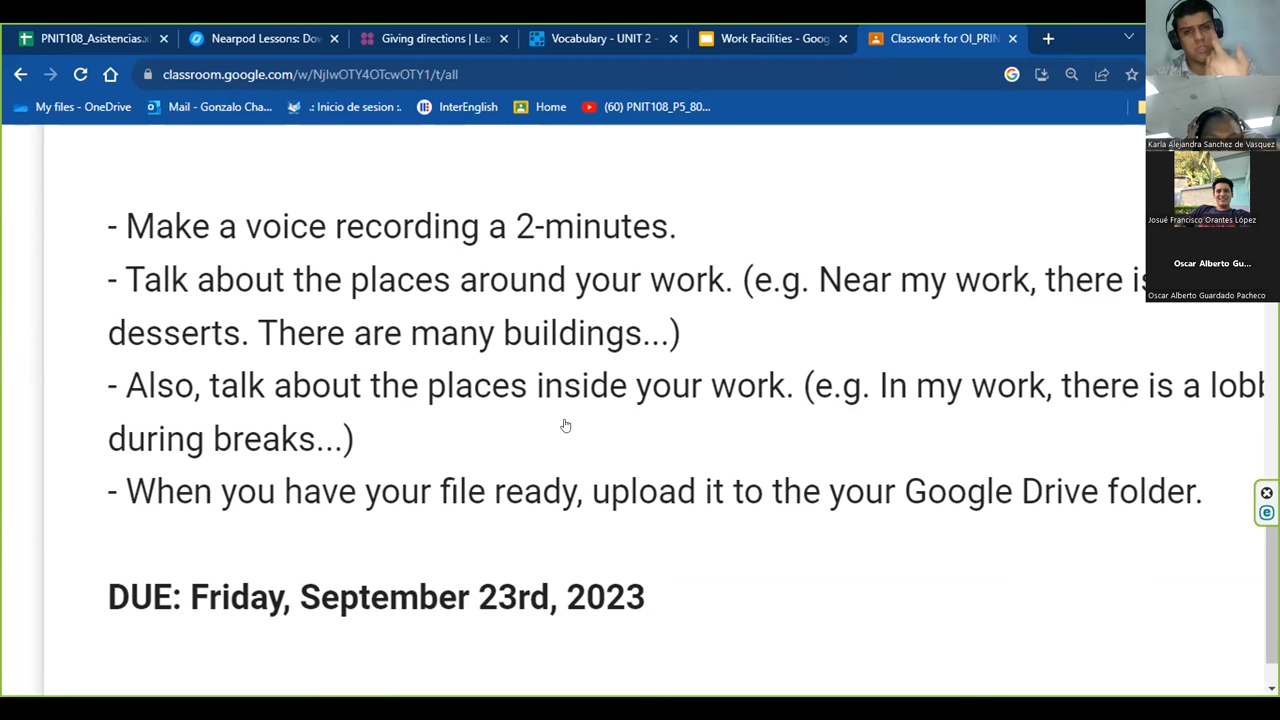 PNIT108_Asistencias.x
Nearpod Lessons: Dov
Giving directions | Lea
Vocabulary - UNIT 2 -
Work Facilities - Goog
Classwork for OI_PRIN
classroom.google.com/w/NjIwOTY4OTcwOTY1/t/all
My files - OneDrive
Mail - Gonzalo Cha...
.: Inicio de sesion :.
InterEnglish
Home
(60) PNIT108_P5_80...
Karla Alejandra Sanchez de Vasquez
Josué Francisco Orantes López
Oscar Alberto Gu...
Oscar Alberto Guardado Pacheco
- Make a voice recording a 2-minutes.
- Talk about the places around your work. (e.g. Near my work, there is
desserts. There are many buildings...)
- Also, talk about the places inside your work. (e.g. In my work, there is a lobb
during breaks...)
- When you have your file ready, upload it to the your Google Drive folder.
DUE: Friday, September 23rd, 2023